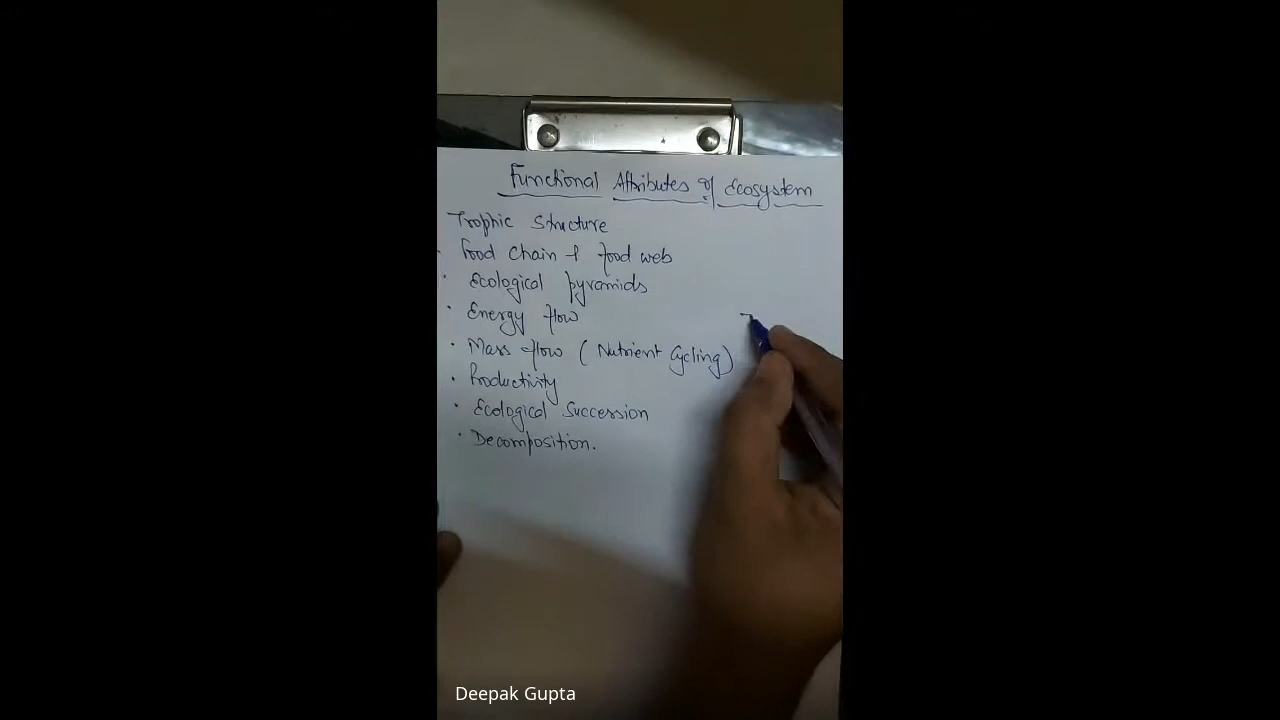 Functional Attributes of Ecosystem
Trophic Structure
· Food Chain & food web
· Ecological pyramids
· Energy flow
· Mass flow (Nutrient Cycling)
· Productivity
· Ecological Succession
· Decomposition.
Deepak Gupta